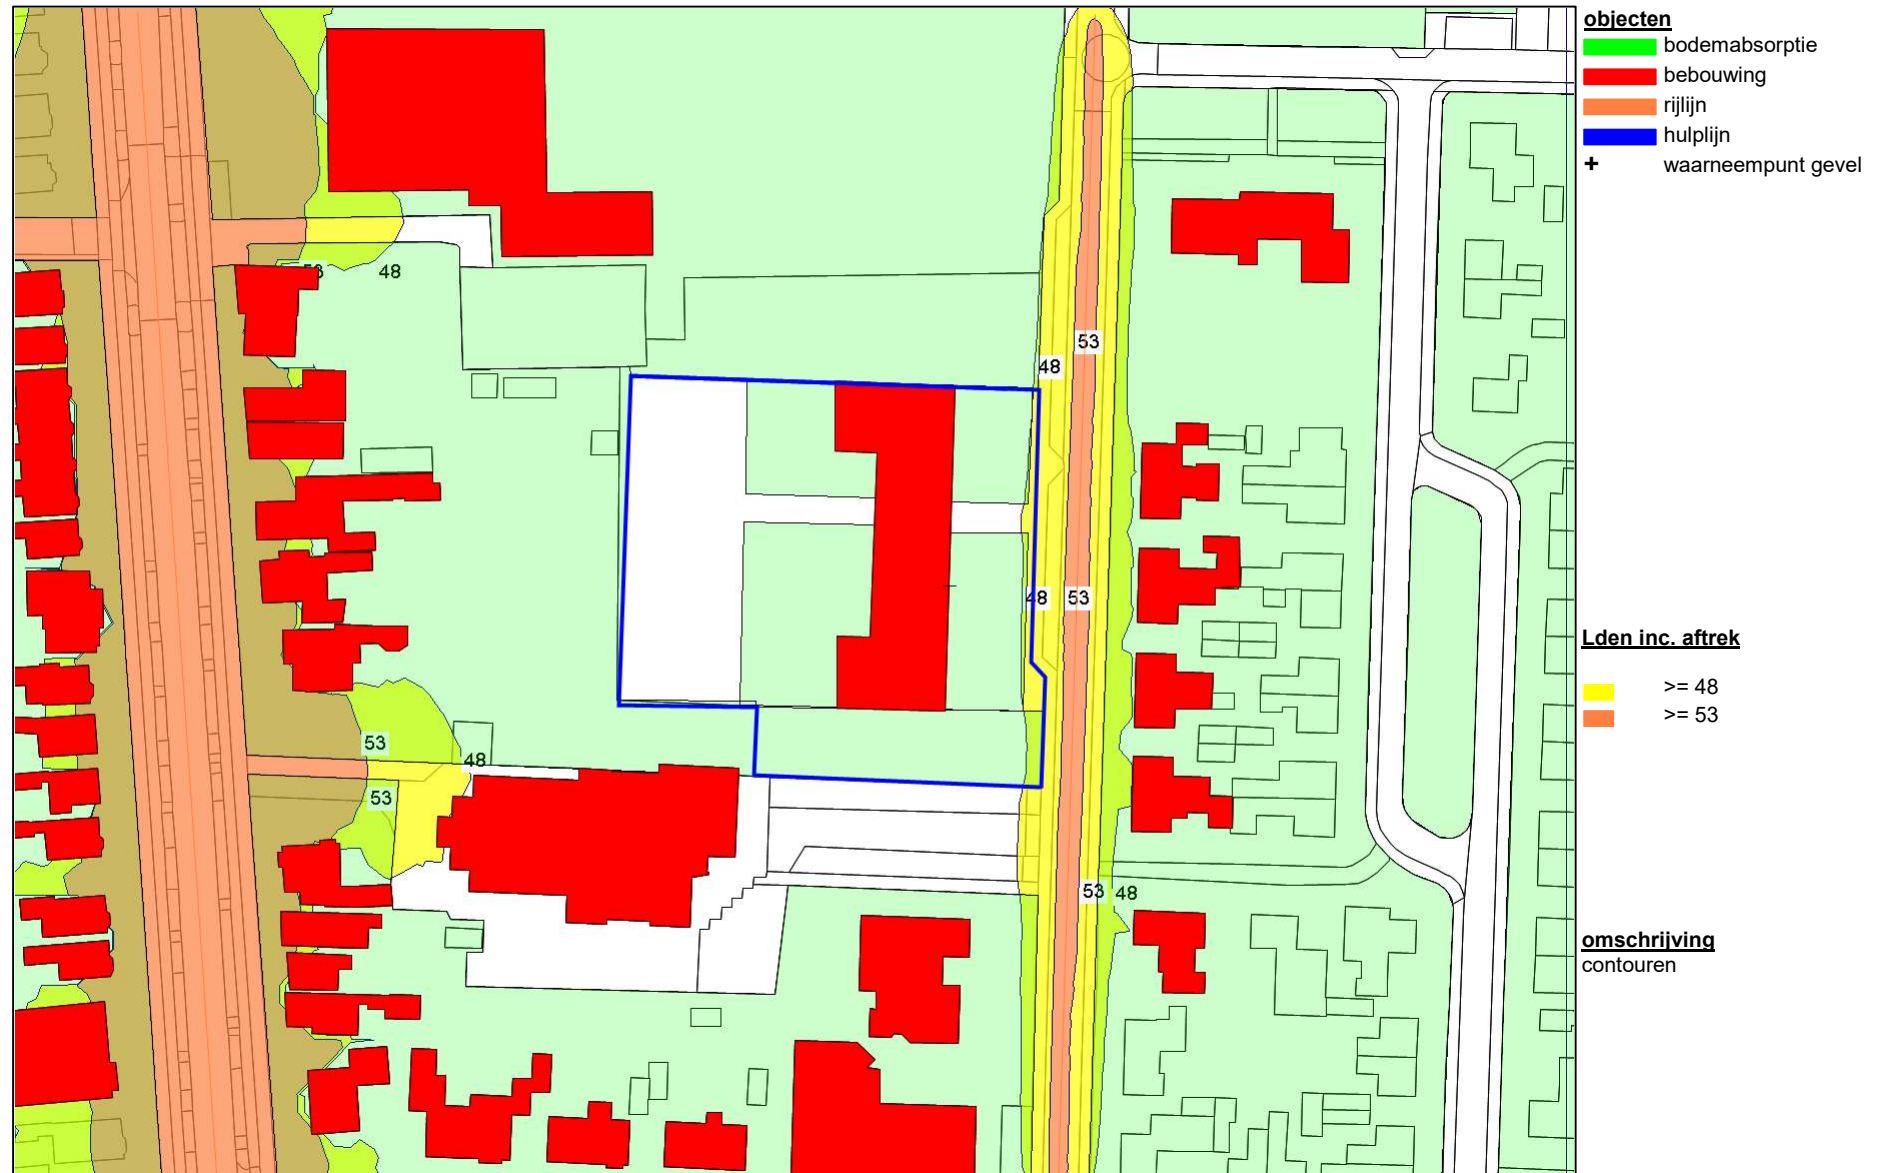 objecten
bodemabsorptie
bebouwing
rijlijn
hulplijn
+ waarneempunt gevel
53 48
53
48
48 53
Lden inc. aftrek
>= 48
>= 53
53
48
53
53 48
omschrijving
contouren